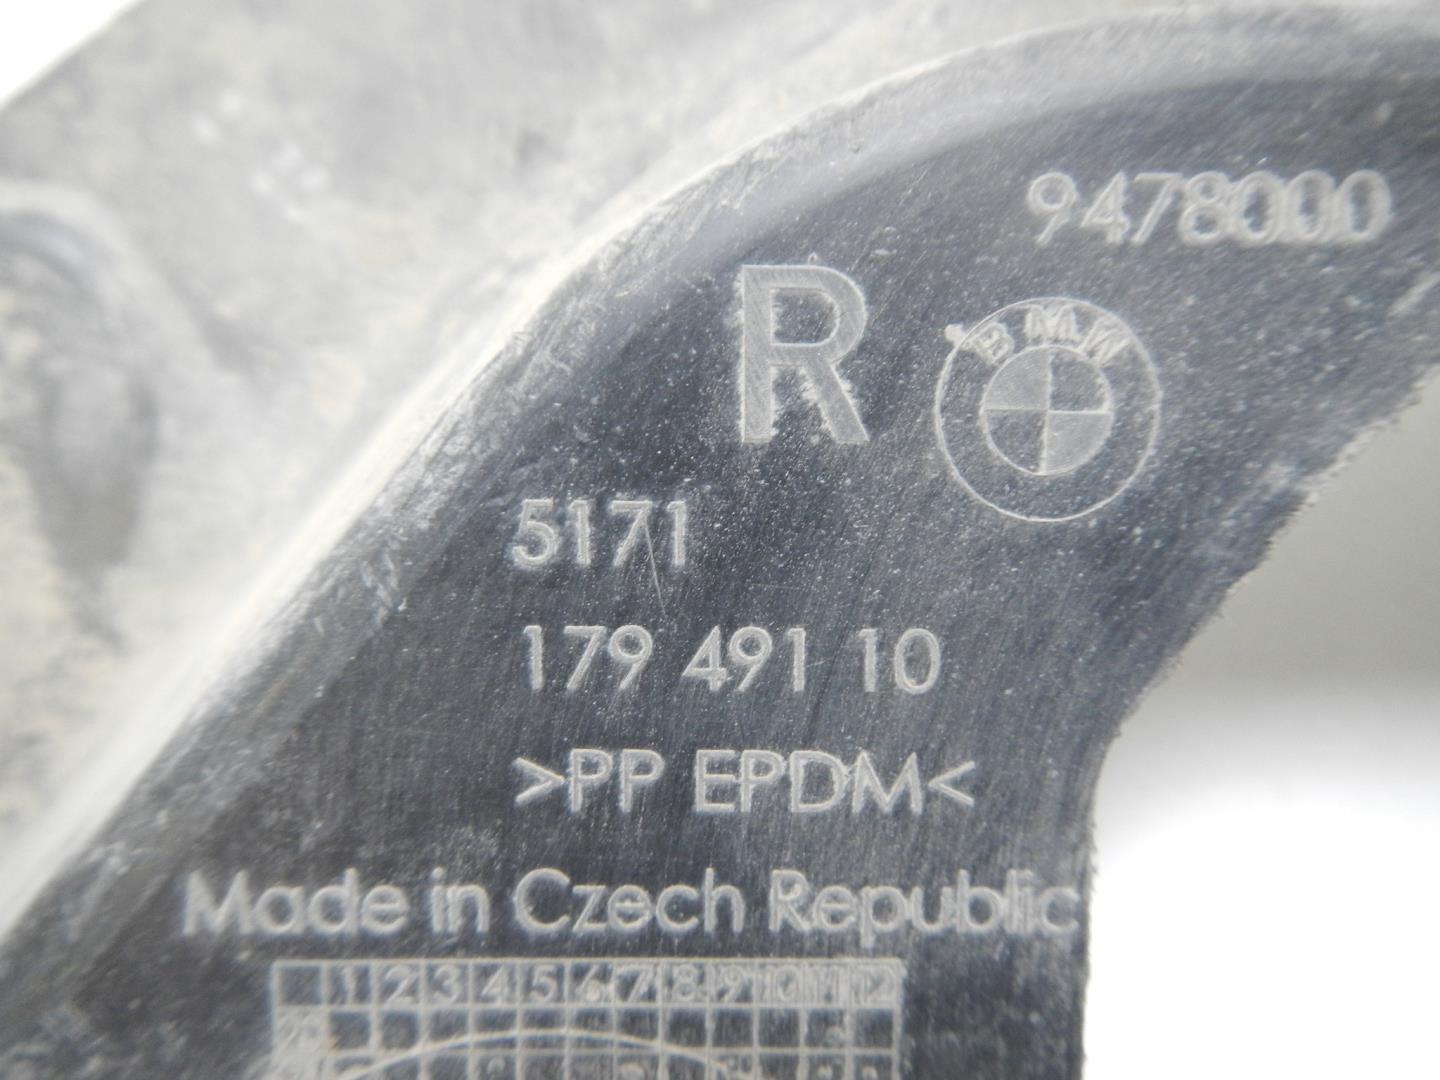 9478000
R
BMW
5171
179 491 10
>PP EPDM<
Made in Czech Republic
1 2 3 4 5 6 7 8 9 10 11 12